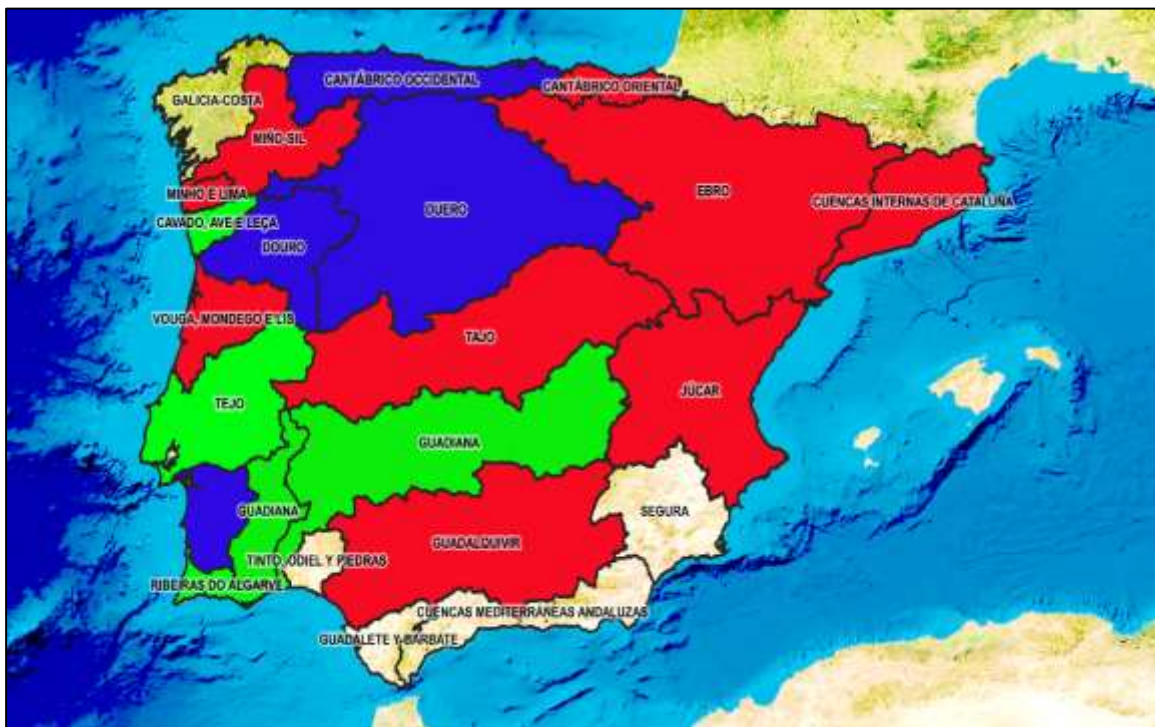 CANTÁBRICO OCCIDENTAL
CANTÁBRICO ORIENTAL
GALICIA-COSTA
MIÑO-SIL
MINHO E LIMA
EBRO
CUENCAS INTERNAS DE CATALUÑA
DUERO
CAVADO, AVE E LEÇA
DOURO
VOUGA, MONDEGO E LIS
TAJO
JÚCAR
TEJO
GUADIANA
GUADIANA
SEGURA
GUADALQUIVIR
TINTO, ODIEL Y PIEDRAS
RIBEIRAS DO ALGARVE
CUENCAS MEDITERRÁNEAS ANDALUZAS
GUADALETE Y BARBATE